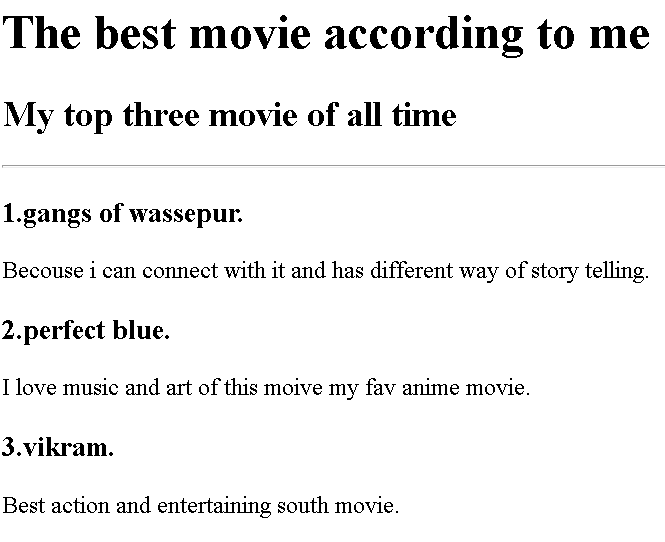 The best movie according to me
My top three movie of all time
1.gangs of wassepur.
Becouse i can connect with it and has different way of story telling.
2.perfect blue.
I love music and art of this moive my fav anime movie.
3.vikram.
Best action and entertaining south movie.